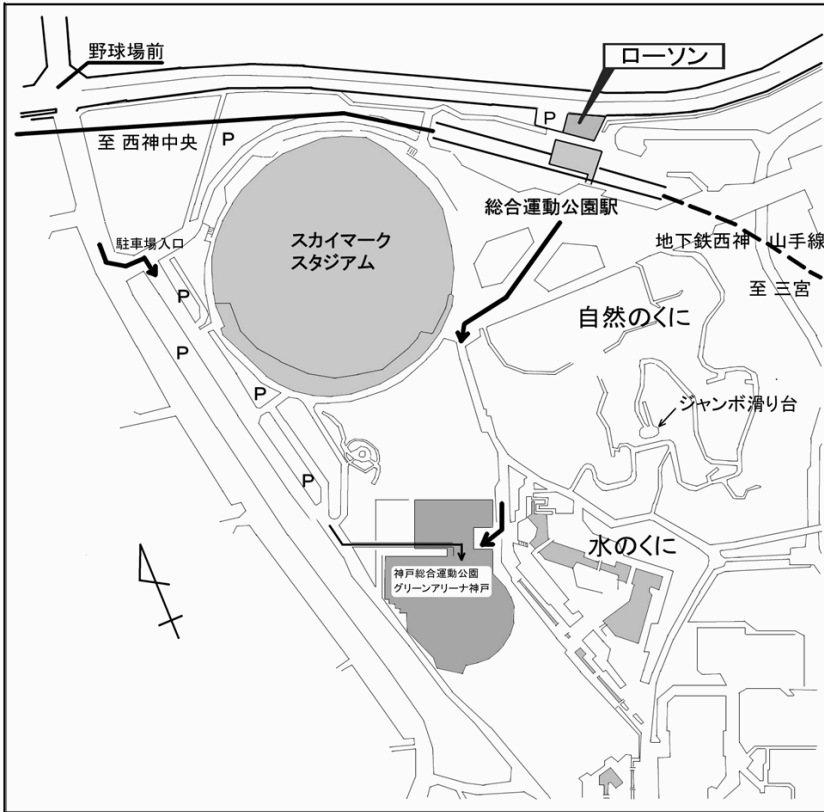 野球場前
ローソン
P
P
至 西神中央
総合運動公園駅
スカイマーク
スタジアム
地下鉄西神 山手線
駐車場入口
至 三宮
P
自然のくに
P
P
ジャンボ滑り台
P
水のくに
神戸総合運動公園
グリーンアリーナ神戸